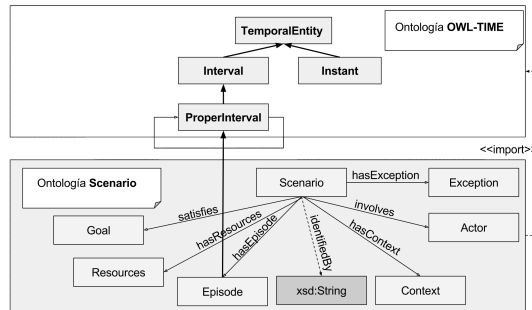 TemporalEntity
Ontología OWL-TIME
Interval
Instant
ProperInterval
<<import>>
Ontología Scenario
Scenario
hasException
Exception
satisfies
involves
Goal
hasResources
hasEpisode
identifiedBy
hasContext
Actor
Resources
Episode
xsd:String
Context